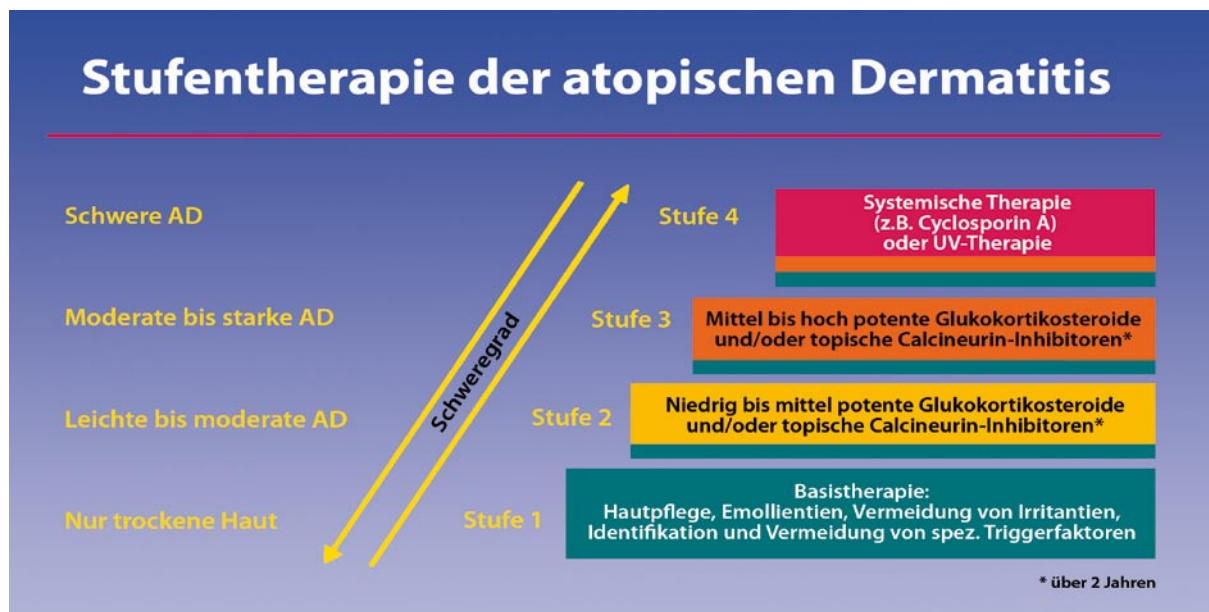 Stufentherapie der atopischen Dermatitis
Schwere AD
Stufe 4
Systemische Therapie
(z.B. Cyclosporin A)
oder UV-Therapie
Moderate bis starke AD
Stufe 3
Mittel bis hoch potente Glukokortikosteroide
und/oder topische Calcineurin-Inhibitoren*
Schweregrad
Leichte bis moderate AD
Stufe 2
Niedrig bis mittel potente Glukokortikosteroide
und/oder topische Calcineurin-Inhibitoren*
Nur trockene Haut
Stufe 1
Basistherapie:
Hautpflege, Emollientien, Vermeidung von Irritantien,
Identifikation und Vermeidung von spez. Triggerfaktoren
* über 2 Jahren